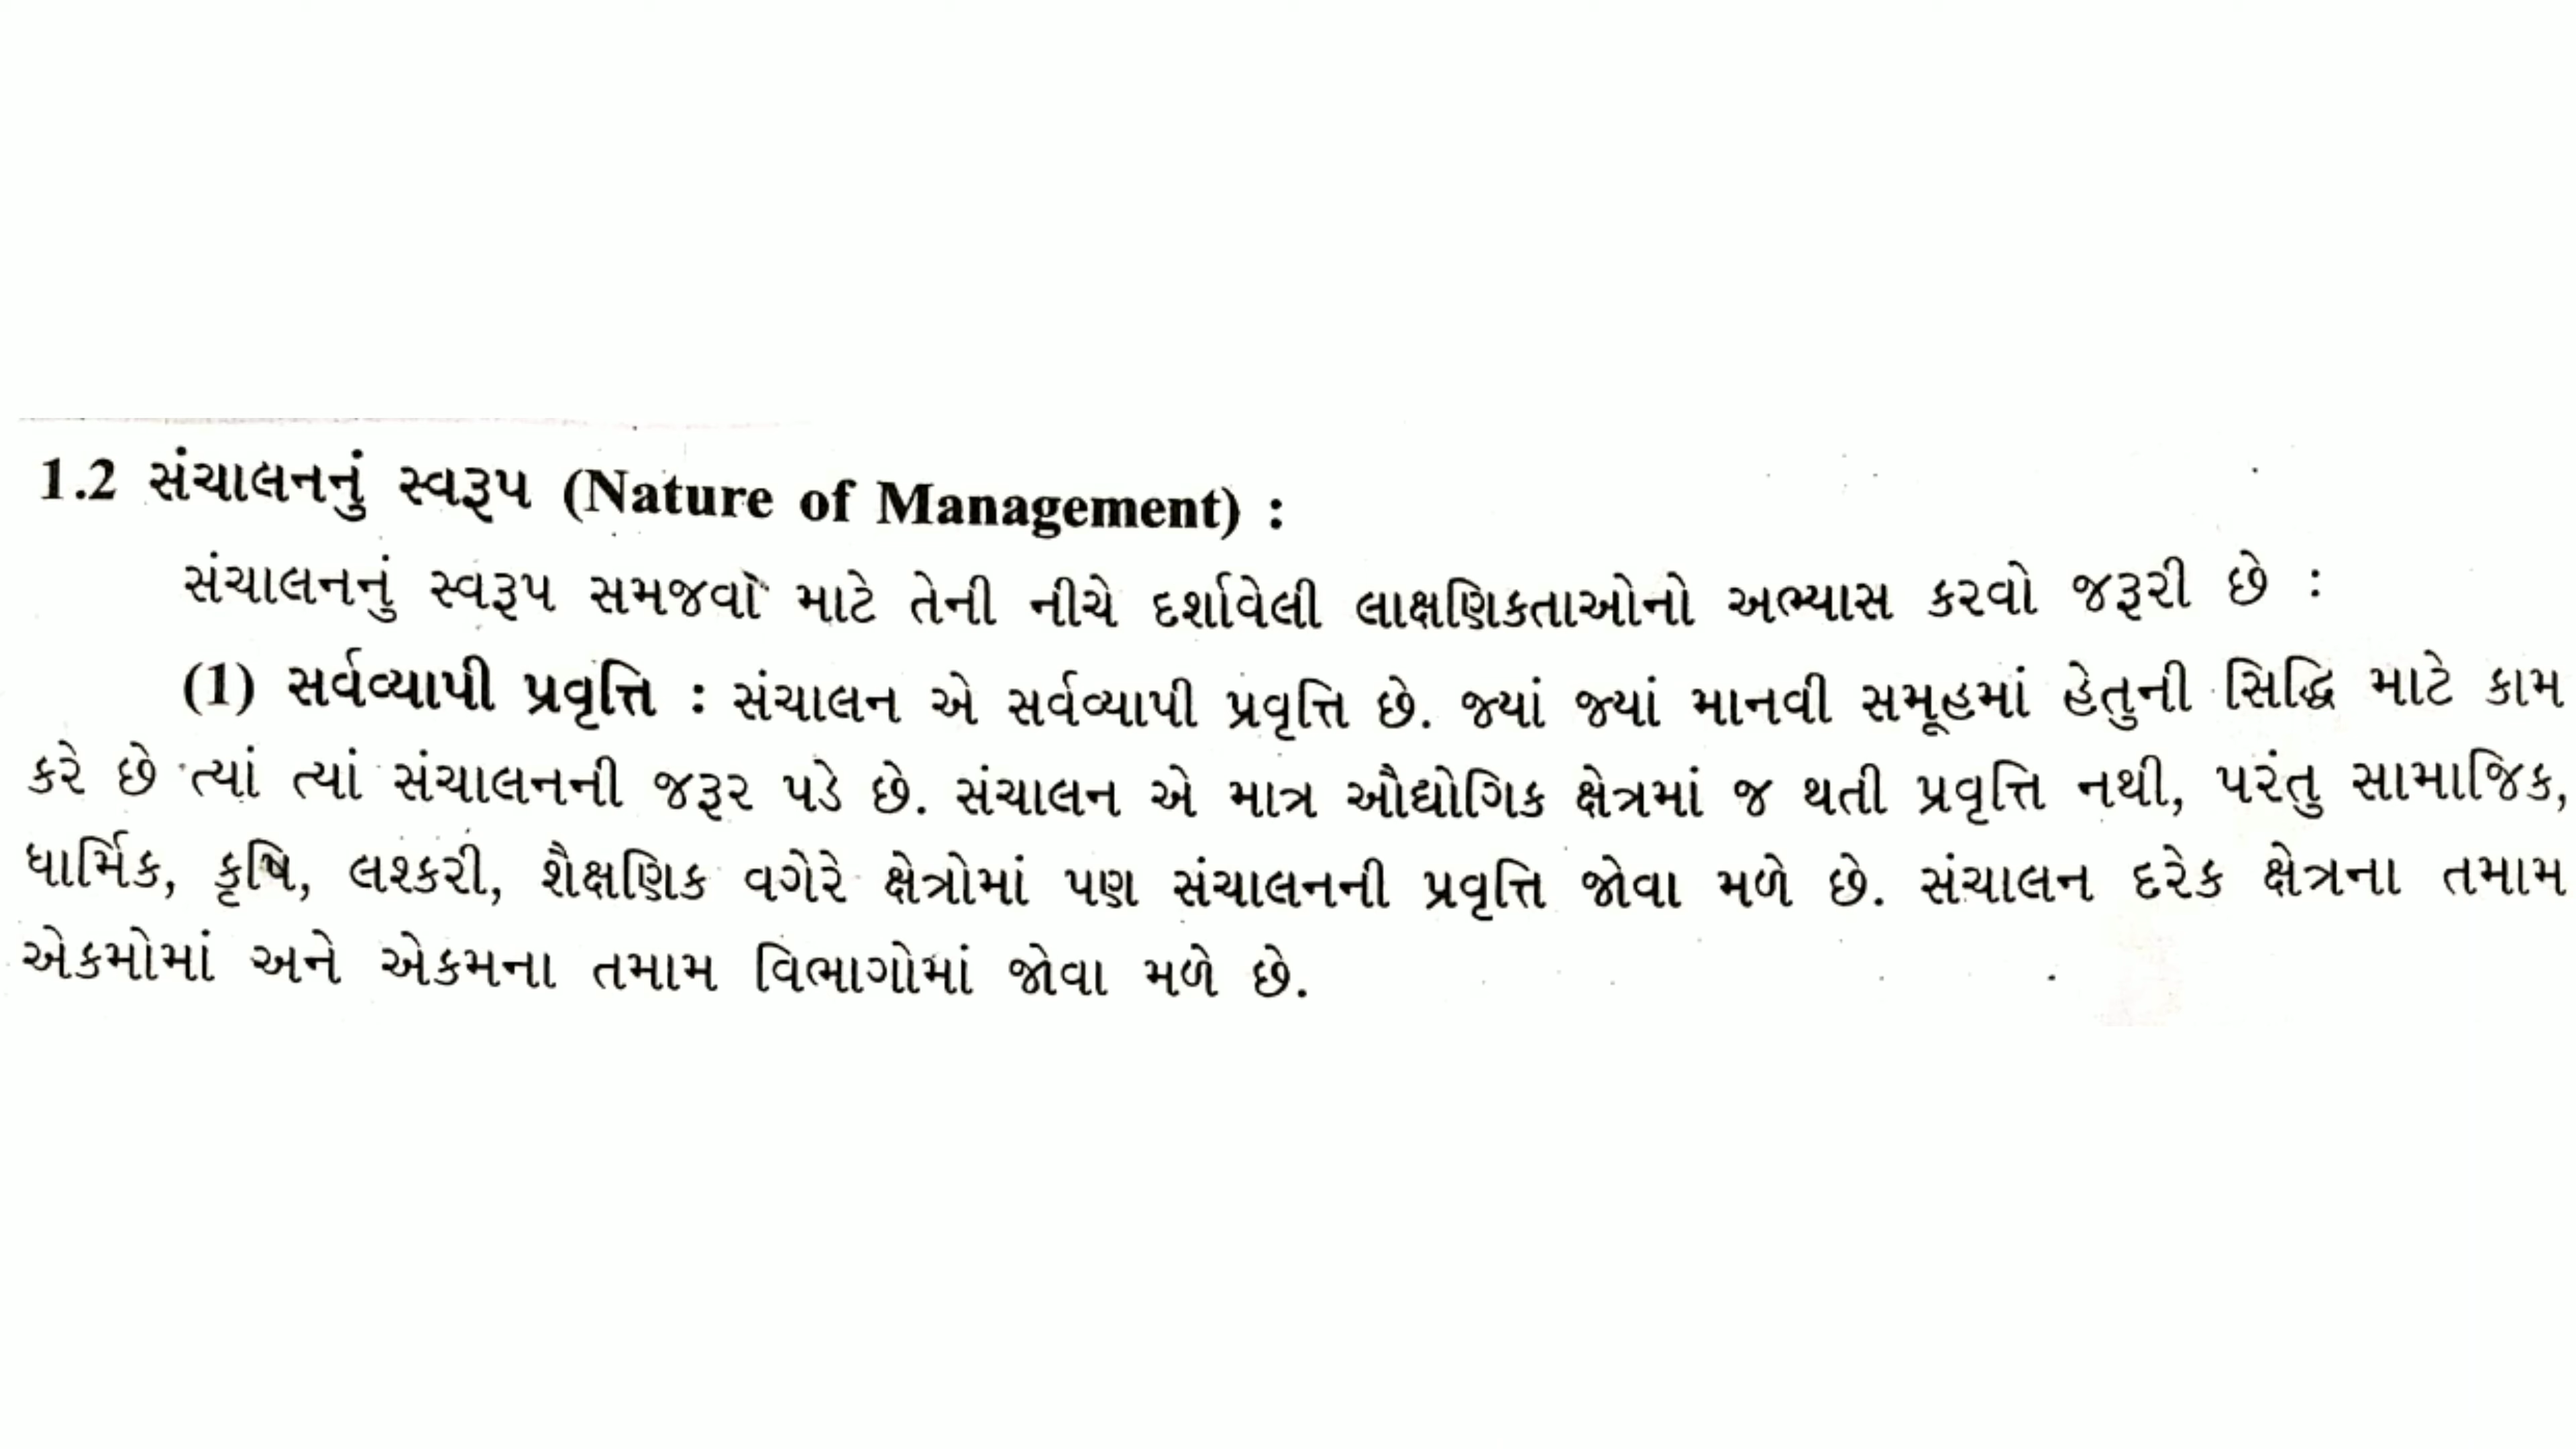 1.2 સંચાલનનું સ્વરૂપ (Nature of Management) :
સંચાલનનું સ્વરૂપ સમજવા માટે તેની નીચે દર્શાવેલી લાક્ષણિકતાઓનો અભ્યાસ કરવો જરૂરી છે :
(1) સર્વવ્યાપી પ્રવૃત્તિ : સંચાલન એ સર્વવ્યાપી પ્રવૃત્તિ છે. જ્યાં જ્યાં માનવી સમૂહમાં હેતુની સિદ્ધિ માટે કામ
કરે છે ત્યાં ત્યાં સંચાલનની જરૂર પડે છે. સંચાલન એ માત્ર ઔદ્યોગિક ક્ષેત્રમાં જ થતી પ્રવૃત્તિ નથી, પરંતુ સામાજિક,
ધાર્મિક, કૃષિ, લશ્કરી, શૈક્ષણિક વગેરે ક્ષેત્રોમાં પણ સંચાલનની પ્રવૃત્તિ જોવા મળે છે. સંચાલન દરેક ક્ષેત્રના તમામ
એકમોમાં અને એકમના તમામ વિભાગોમાં જોવા મળે છે.